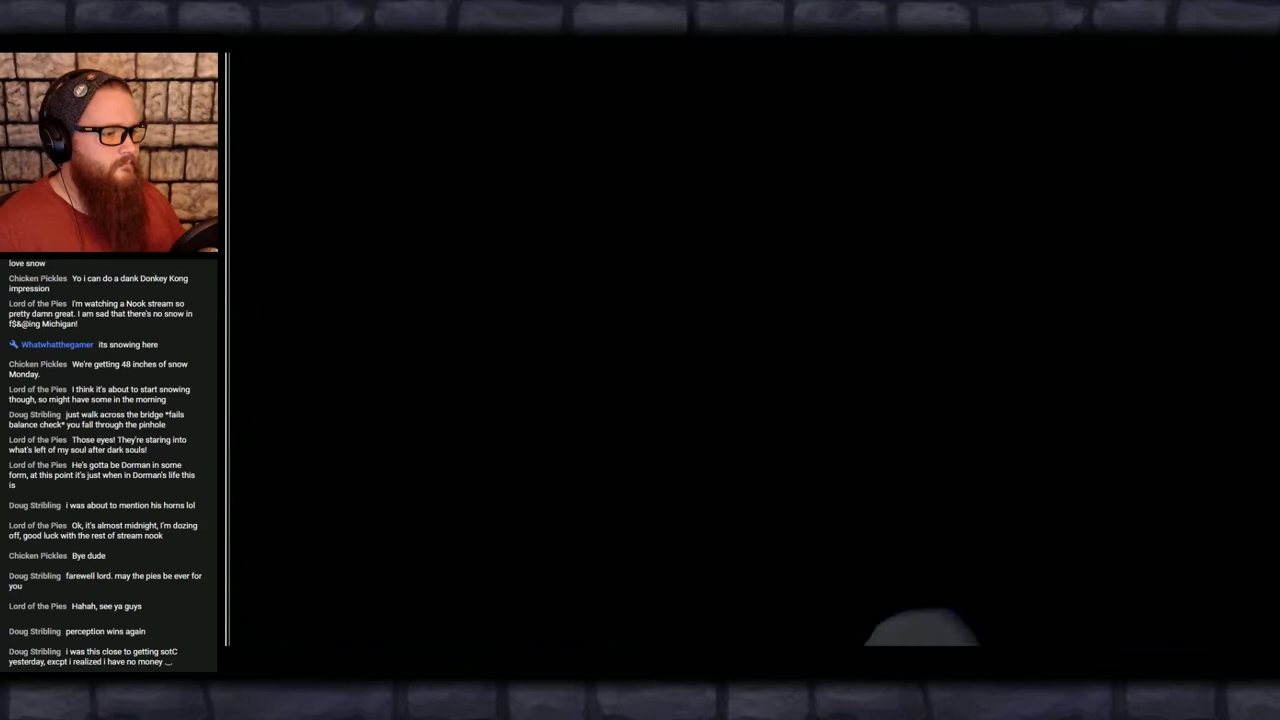 love snow
Chicken Pickles Yo i can do a dank Donkey Kong
impression
Lord of the Pies I'm watching a Nook stream so
pretty damn great. I am sad that there's no snow in
f$&@ing Michigan!
Whatwhatthegamer its snowing here
Chicken Pickles We're getting 48 inches of snow
Monday.
Lord of the Pies I think it's about to start snowing
though, so might have some in the morning
Doug Stribling just walk across the bridge *fails
balance check* you fall through the pinhole
Lord of the Pies Those eyes! They're staring into
what's left of my soul after dark souls!
Lord of the Pies He's gotta be Dorman in some
form, at this point it's just when in Dorman's life this
is
Doug Stribling i was about to mention his horns lol
Lord of the Pies Ok, it's almost midnight, I'm dozing
off, good luck with the rest of stream nook
Chicken Pickles Bye dude
Doug Stribling farewell lord. may the pies be ever for
you
Lord of the Pies Hahah, see ya guys
Doug Stribling perception wins again
Doug Stribling i was this close to getting sotC
yesterday, excpt i realized i have no money